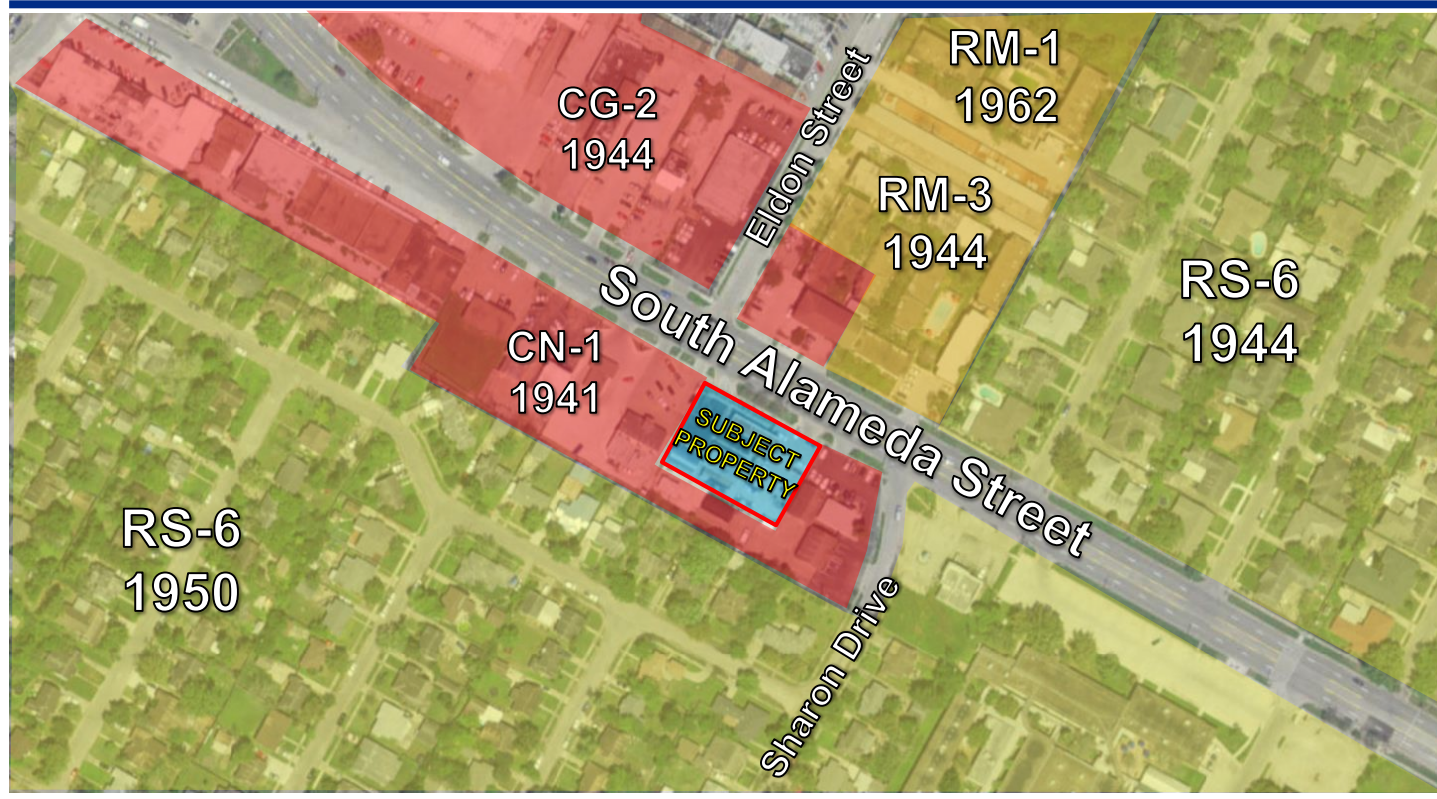 RM-1
1962
CG-2
1944
Eldon Street
RM-3
1944
RS-6
1944
South Alameda Street
CN-1
1941
SUBJECT
PROPERTY
RS-6
1950
Sharon Drive